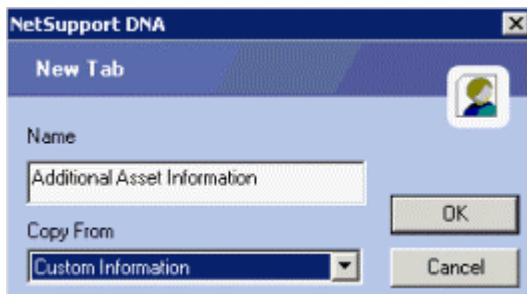 NetSupport DNA
New Tab
Name
Additional Asset Information
OK
Copy From
Custom Information
Cancel